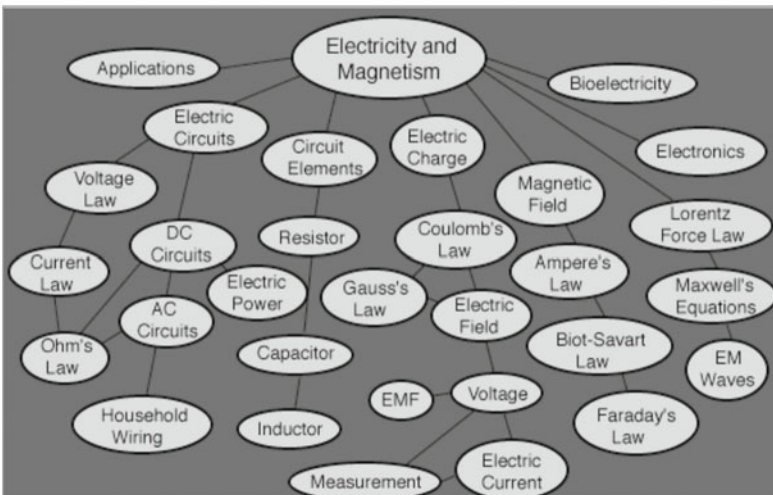 Electricity and
Magnetism
Applications
Bioelectricity
Electric
Circuits
Circuit
Elements
Electric
Charge
Electronics
Voltage
Law
Magnetic
Field
Lorentz
Force Law
DC
Circuits
Resistor
Coulomb's
Law
Current
Law
Electric
Power
Gauss's
Law
Ampere's
Law
Maxwell's
Equations
AC
Circuits
Electric
Field
Ohm's
Law
Capacitor
Biot-Savart
Law
EM
Waves
EMF
Voltage
Household
Wiring
Inductor
Faraday's
Law
Measurement
Electric
Current